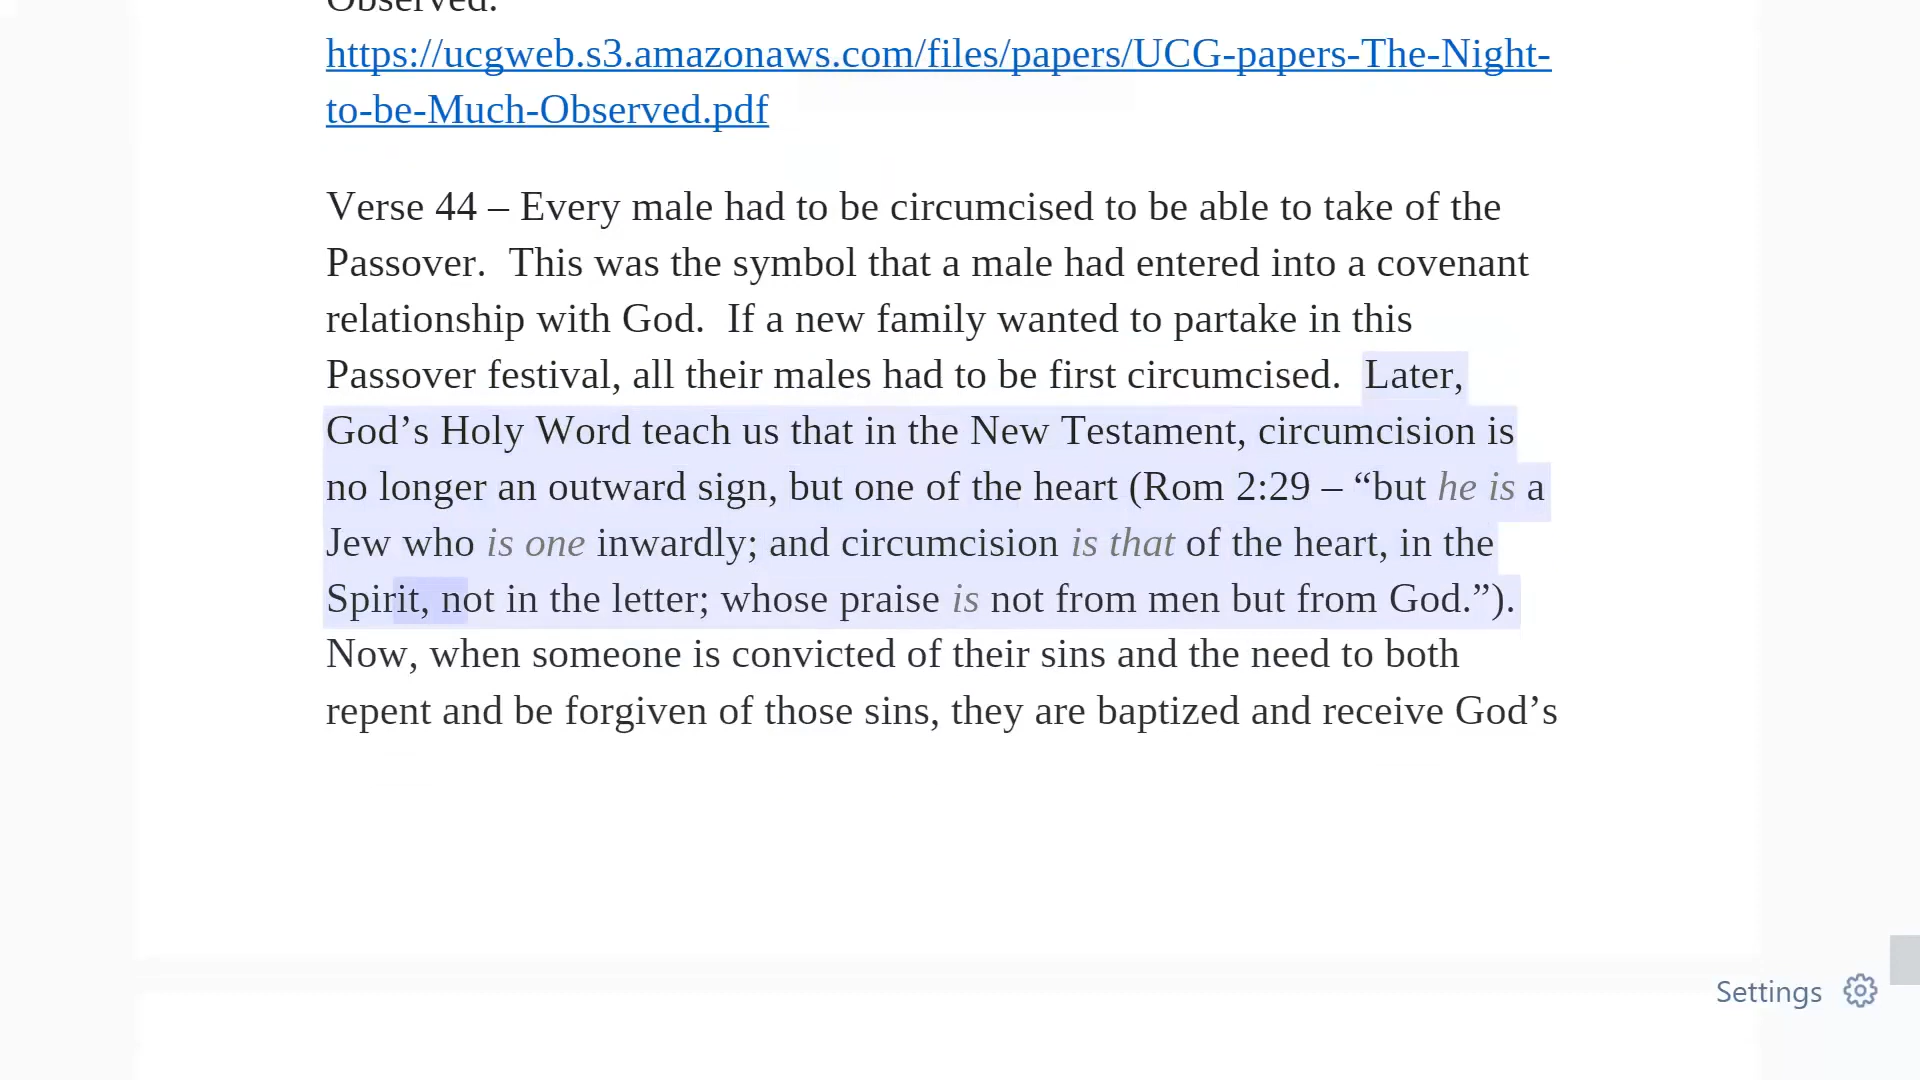 Observed.
https://ucgweb.s3.amazonaws.com/files/papers/UCG-papers-The-Night-
to-be-Much-Observed.pdf
Verse 44 – Every male had to be circumcised to be able to take of the
Passover.  This was the symbol that a male had entered into a covenant
relationship with God.  If a new family wanted to partake in this
Passover festival, all their males had to be first circumcised.  Later,
God’s Holy Word teach us that in the New Testament, circumcision is
no longer an outward sign, but one of the heart (Rom 2:29 – “but he is a
Jew who is one inwardly; and circumcision is that of the heart, in the
Spirit, not in the letter; whose praise is not from men but from God.”).
Now, when someone is convicted of their sins and the need to both
repent and be forgiven of those sins, they are baptized and receive God’s
Settings